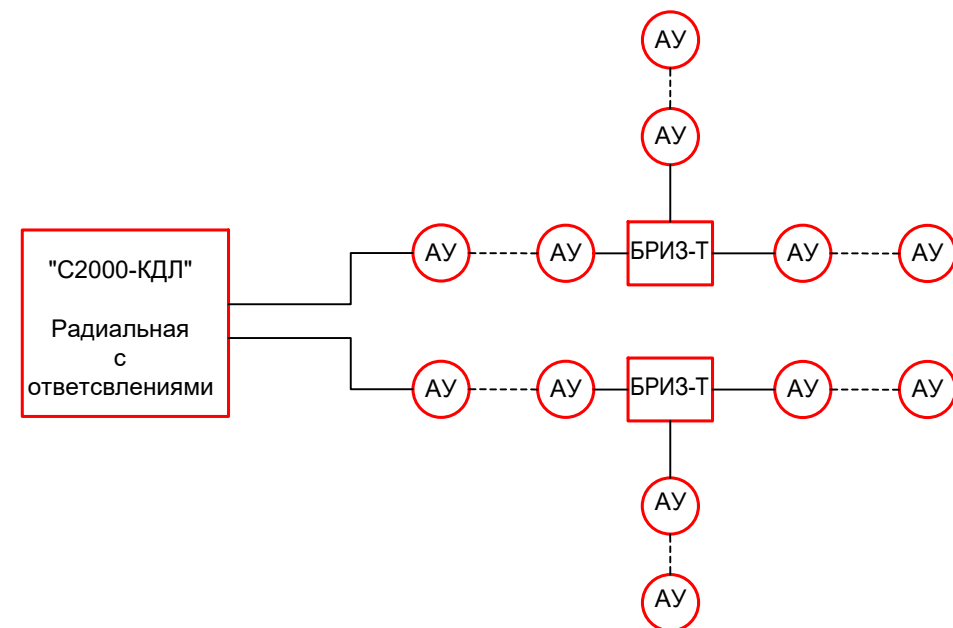 АУ
АУ
"С2000-КДЛ"
Радиальная
с
ответсвлениями
АУ
АУ
БРИЗ-Т
АУ
АУ
АУ
АУ
БРИЗ-Т
АУ
АУ
АУ
АУ